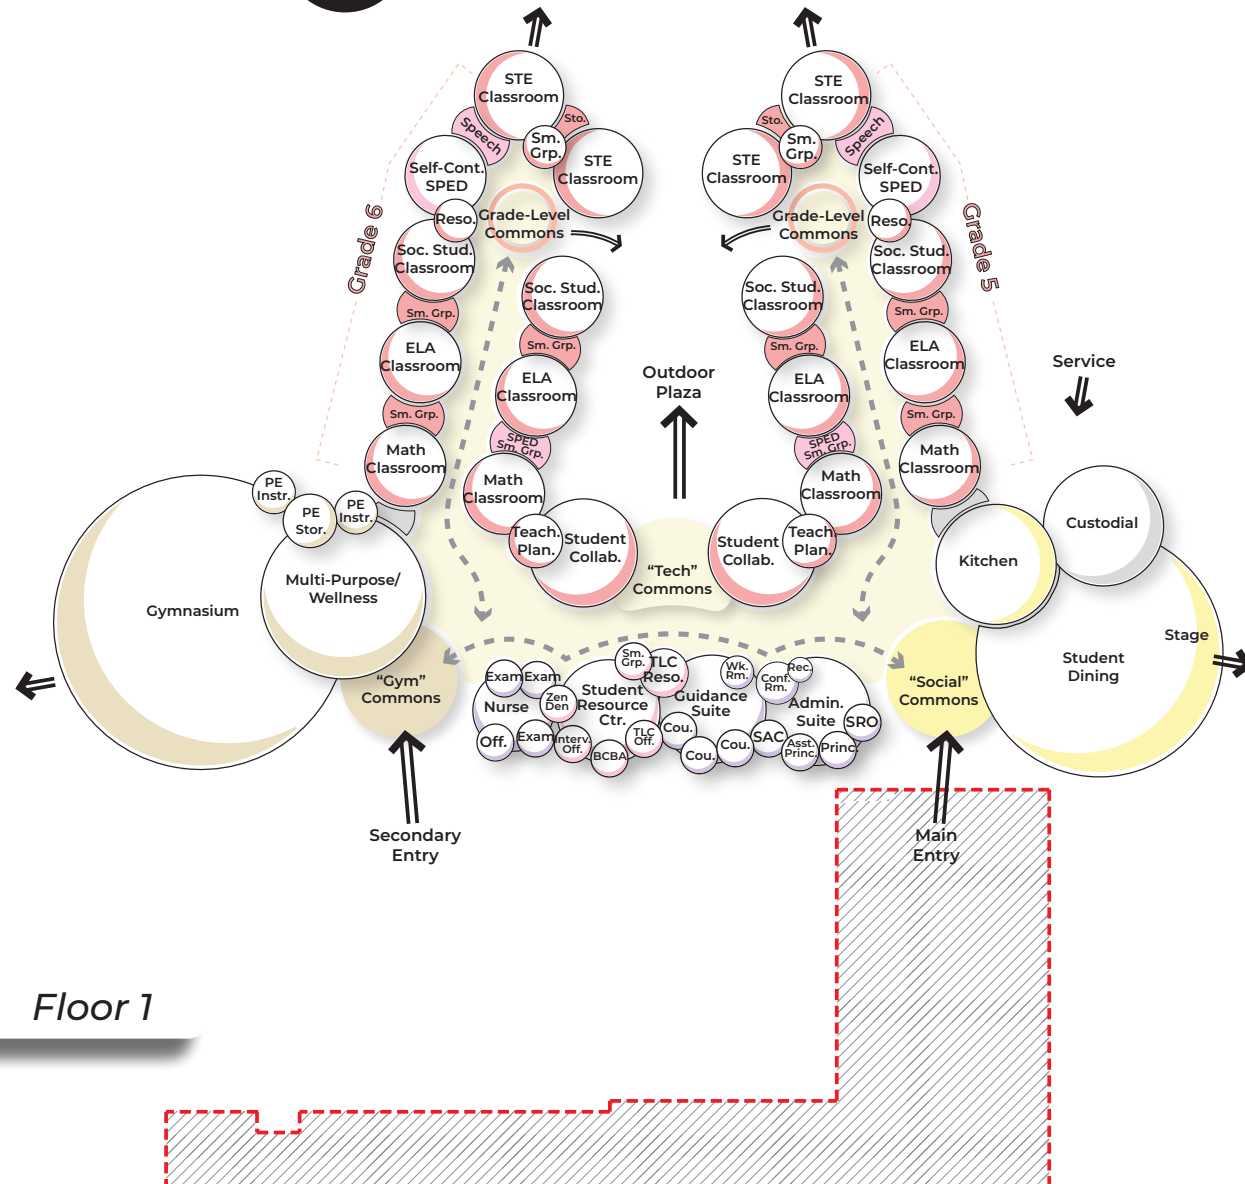 STE
Classroom
Speech
Sto.
Sm.
Grp.
STE
Classroom
Self-Cont.
SPED
Reso.
Grade-Level
Commons
Grade 6
Soc. Stud.
Classroom
Sm. Grp.
ELA
Classroom
Sm. Grp.
Math
Classroom
Soc. Stud.
Classroom
Sm. Grp.
ELA
Classroom
SPED
Sm. Grp.
Math
Classroom
Teach.
Plan.
Student
Collab.
STE
Classroom
Sto.
Sm.
Grp.
Speech
STE
Classroom
Self-Cont.
SPED
Reso.
Grade-Level
Commons
Grade 5
Soc. Stud.
Classroom
Sm. Grp.
ELA
Classroom
Sm. Grp.
Math
Classroom
Soc. Stud.
Classroom
Sm. Grp.
ELA
Classroom
SPED
Sm. Grp.
Math
Classroom
Teach.
Plan.
Student
Collab.
Outdoor
Plaza
Service
"Tech"
Commons
PE
Instr.
PE
Stor.
PE
Instr.
Gymnasium
Multi-Purpose/
Wellness
"Gym"
Commons
Kitchen
Custodial
Stage
Student
Dining
"Social"
Commons
Exam
Exam
Nurse
Off.
Exam
Zen
Den
Interv.
Off.
BCBA
Student
Resource
Ctr.
Sm.
Grp.
TLC
Reso.
TLC
Off.
Guidance
Suite
Wk.
Rm.
Cou.
Cou.
Cou.
Conf.
Rm.
Rec.
Admin.
Suite
SRO
SAC
Asst.
Princ.
Princ.
Secondary
Entry
Main
Entry
Floor 1